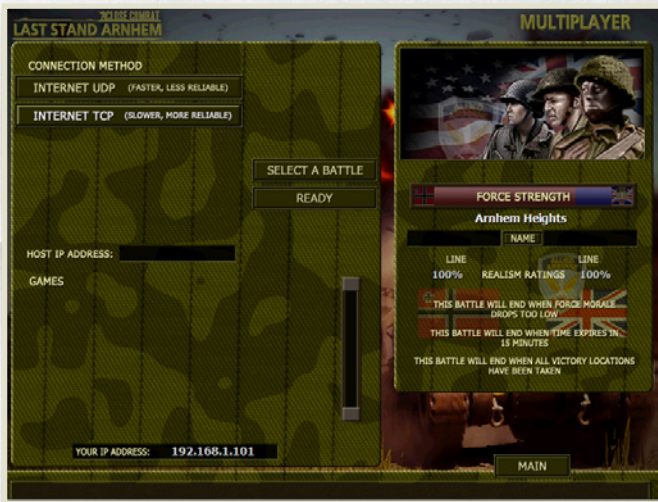 CLOSE COMBAT
LAST STAND ARNHEM
MULTIPLAYER
CONNECTION METHOD
INTERNET UDP (FASTER, LESS RELIABLE)
INTERNET TCP (SLOWER, MORE RELIABLE)
SELECT A BATTLE
READY
HOST IP ADDRESS:
GAMES
YOUR IP ADDRESS: 192.168.1.101
FORCE STRENGTH
Arnhem Heights
NAME
LINE LINE
100% REALISM RATINGS 100%
THIS BATTLE WILL END WHEN FORCE MORALE
DROPS TOO LOW
THIS BATTLE WILL END WHEN TIME EXPIRES IN
15 MINUTES
THIS BATTLE WILL END WHEN ALL VICTORY LOCATIONS
HAVE BEEN TAKEN
MAIN